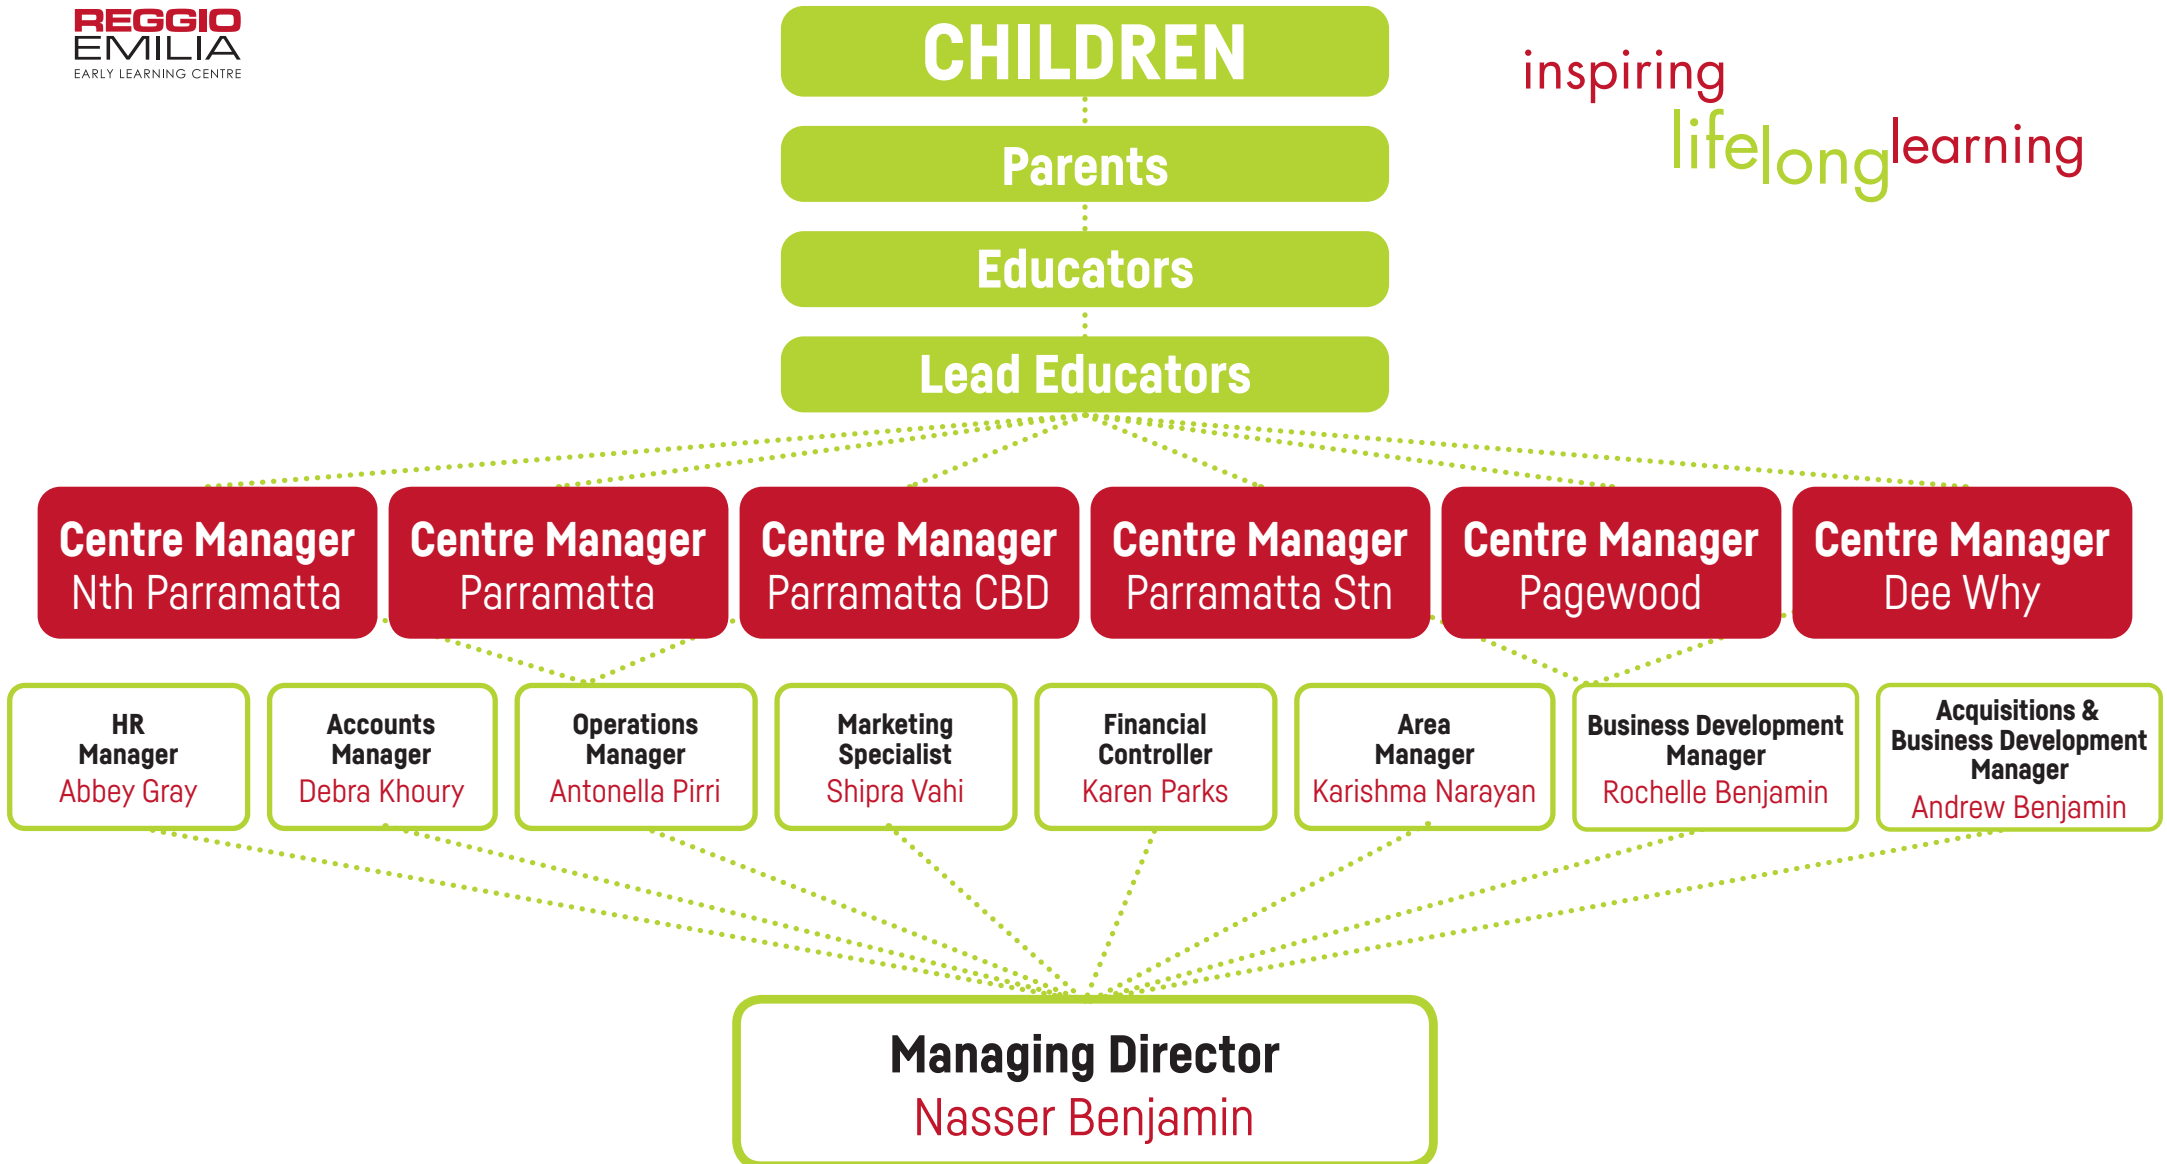 REGGIO
EMILIA
EARLY LEARNING CENTRE
CHILDREN
inspiring
lifelong learning
Parents
Educators
Lead Educators
Centre Manager
Nth Parramatta
Centre Manager
Parramatta
Centre Manager
Parramatta CBD
Centre Manager
Parramatta Stn
Centre Manager
Pagewood
Centre Manager
Dee Why
HR
Manager
Abbey Gray
Accounts
Manager
Debra Khoury
Operations
Manager
Antonella Pirri
Marketing
Specialist
Shipra Vahi
Financial
Controller
Karen Parks
Area
Manager
Karishma Narayan
Business Development
Manager
Rochelle Benjamin
Acquisitions &
Business Development
Manager
Andrew Benjamin
Managing Director
Nasser Benjamin